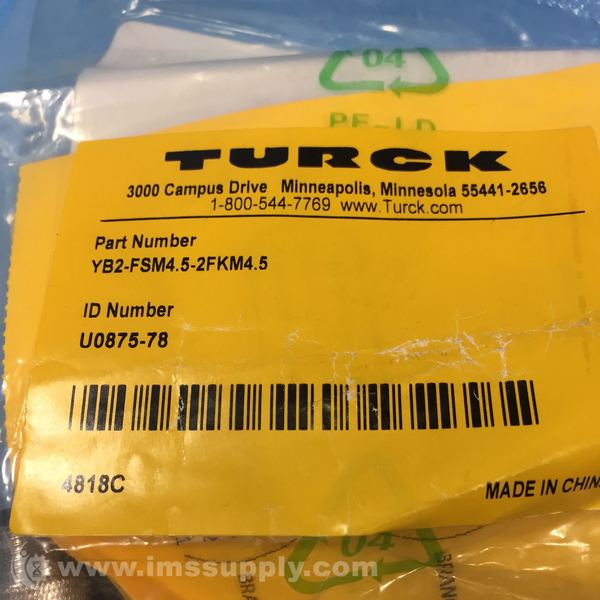 04
PE-LD
TURCK
3000 Campus Drive Minneapolis, Minnesola 55441-2656
1-800-544-7769 www.Turck.com
Part Number
YB2-FSM4.5-2FKM4.5
ID Number
U0875-78
4818C
MADE IN CHINA
04
www.imssupply.com